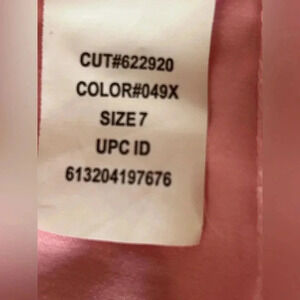 CUT#622920
COLOR#049X
SIZE 7
UPC ID
613204197676